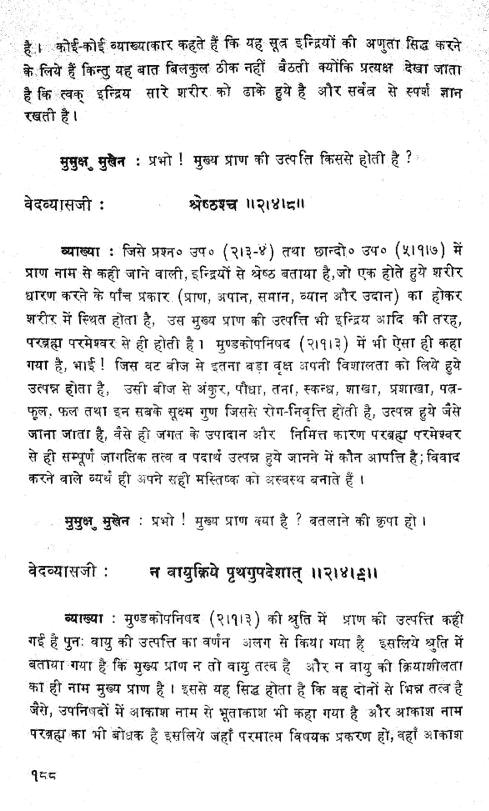 है। कोई-कोई व्याख्याकार कहते हैं कि यह सूत्र इन्द्रियों की अणुता सिद्ध करने
के लिये हैं किन्तु यह बात बिलकुल ठीक नहीं बैठती क्योंकि प्रत्यक्ष देखा जाता
है कि त्वक् इन्द्रिय सारे शरीर को ढाके हुये है और सर्वत्र से स्पर्श ज्ञान
रखती है।
मुमुक्षु मुखेन : प्रभो ! मुख्य प्राण की उत्पत्ति किससे होती है ?
वेदव्यासजी : श्रेष्ठश्च ॥२।४।८॥
व्याख्या : जिसे प्रश्न० उप० (२।३-४) तथा छान्दो० उप० (५।१।७) में
प्राण नाम से कही जाने वाली, इन्द्रियों से श्रेष्ठ बताया है, जो एक होते हुये शरीर
धारण करने के पाँच प्रकार (प्राण, अपान, समान, व्यान और उदान) का होकर
शरीर में स्थित होता है, उस मुख्य प्राण की उत्पत्ति भी इन्द्रिय आदि की तरह,
परब्रह्म परमेश्वर से ही होती है। मुण्डकोपनिषद (२।१।३) में भी ऐसा ही कहा
गया है, भाई! जिस वट बीज से इतना बड़ा वृक्ष अपनी विशालता को लिये हुये
उत्पन्न होता है, उसी बीज से अंकुर, पौधा, तना, स्कन्ध, शाखा, प्रशाखा, पत्र-
फूल, फल तथा इन सबके सूक्ष्म गुण जिससे रोग-निवृत्ति होती है, उत्पन्न हुये जैसे
जाना जाता है, वैसे ही जगत के उपादान और निमित्त कारण परब्रह्म परमेश्वर
से ही सम्पूर्ण जागतिक तत्व व पदार्थ उत्पन्न हुये जानने में कौन आपत्ति है; विवाद
करने वाले व्यर्थ ही अपने सही मस्तिष्क को अस्वस्थ बनाते हैं।
मुमुक्षु मुखेन : प्रभो ! मुख्य प्राण क्या है ? बतलाने की कृपा हो।
वेदव्यासजी : न वायुक्रिये पृथगुपदेशात् ॥२।४।९॥
व्याख्या : मुण्डकोपनिषद (२।१।३) की श्रुति में प्राण की उत्पत्ति कही
गई है पुनः वायु की उत्पत्ति का वर्णन अलग से किया गया है इसलिये श्रुति में
बताया गया है कि मुख्य प्राण न तो वायु तत्व है और न वायु की क्रियाशीलता
का ही नाम मुख्य प्राण है। इससे यह सिद्ध होता है कि वह दोनों से भिन्न तत्व है
जैसे, उपनिषदों में आकाश नाम से भूताकाश भी कहा गया है और आकाश नाम
परब्रह्म का भी बोधक है इसलिये जहाँ परमात्म विषयक प्रकरण हो, वहाँ आकाश
१८८